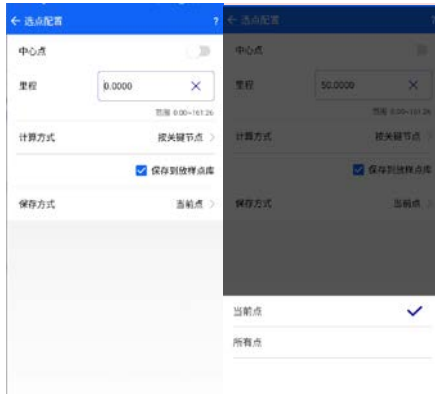 选点配置 ?
中心点
里程 0.0000
范围 0.00~161.26
计算方式 按关键节点
保存到放样点库
保存方式 当前点
选点配置 ?
中心点
里程 50.0000
范围 0.00~161.26
计算方式 按关键节点
保存到放样点库
保存方式 当前点
当前点
所有点